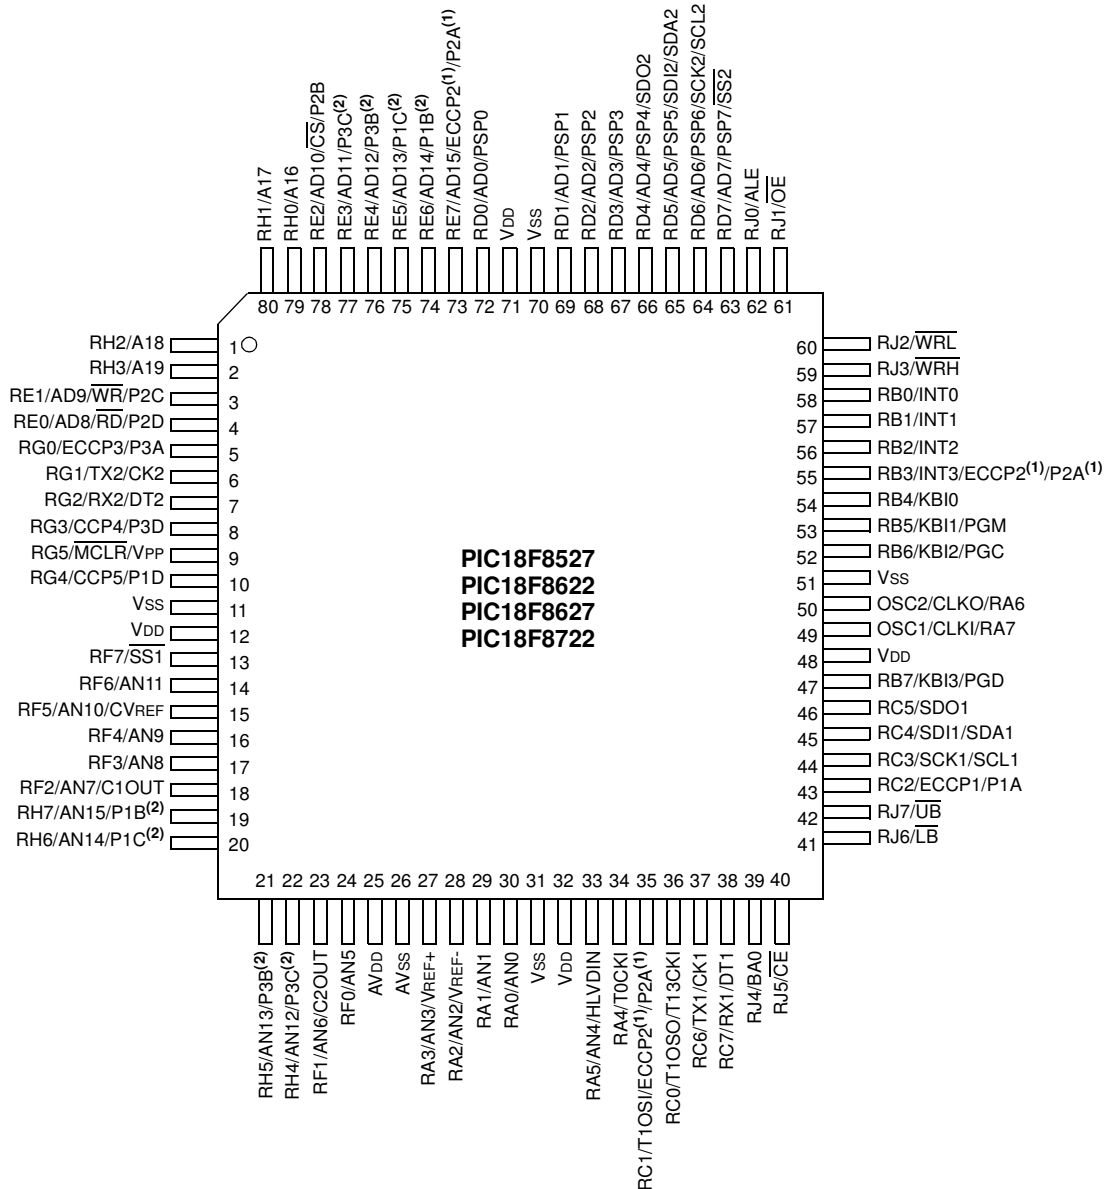 RH1/A17
RH0/A16
RE2/AD10/C̅S̅/P2B
RE3/AD11/P3C(2)
RE4/AD12/P3B(2)
RE5/AD13/P1C(2)
RE6/AD14/P1B(2)
RE7/AD15/ECCP2(1)/P2A(1)
RD0/AD0/PSP0
VDD
VSS
RD1/AD1/PSP1
RD2/AD2/PSP2
RD3/AD3/PSP3
RD4/AD4/PSP4/SDO2
RD5/AD5/PSP5/SDI2/SDA2
RD6/AD6/PSP6/SCK2/SCL2
RD7/AD7/PSP7/S̅S̅2
RJ0/ALE
RJ1/O̅E̅
80 79 78 77 76 75 74 73 72 71 70 69 68 67 66 65 64 63 62 61
RH2/A18 1
RH3/A19 2
RE1/AD9/W̅R̅/P2C 3
RE0/AD8/R̅D̅/P2D 4
RG0/ECCP3/P3A 5
RG1/TX2/CK2 6
RG2/RX2/DT2 7
RG3/CCP4/P3D 8
RG5/M̅C̅L̅R̅/VPP 9
RG4/CCP5/P1D 10
VSS 11
VDD 12
RF7/S̅S̅1̅ 13
RF6/AN11 14
RF5/AN10/CVREF 15
RF4/AN9 16
RF3/AN8 17
RF2/AN7/C1OUT 18
RH7/AN15/P1B(2) 19
RH6/AN14/P1C(2) 20
PIC18F8527
PIC18F8622
PIC18F8627
PIC18F8722
60 RJ2/W̅R̅L̅
59 RJ3/W̅R̅H̅
58 RB0/INT0
57 RB1/INT1
56 RB2/INT2
55 RB3/INT3/ECCP2(1)/P2A(1)
54 RB4/KBI0
53 RB5/KBI1/PGM
52 RB6/KBI2/PGC
51 VSS
50 OSC2/CLKO/RA6
49 OSC1/CLKI/RA7
48 VDD
47 RB7/KBI3/PGD
46 RC5/SDO1
45 RC4/SDI1/SDA1
44 RC3/SCK1/SCL1
43 RC2/ECCP1/P1A
42 RJ7/U̅B̅
41 RJ6/L̅B̅
21 22 23 24 25 26 27 28 29 30 31 32 33 34 35 36 37 38 39 40
RH5/AN13/P3B(2)
RH4/AN12/P3C(2)
RF1/AN6/C2OUT
RF0/AN5
AVDD
AVSS
RA3/AN3/VREF+
RA2/AN2/VREF-
RA1/AN1
RA0/AN0
VSS
VDD
RA5/AN4/HLVDIN
RA4/T0CKI
RC1/T1OSI/ECCP2(1)/P2A(1)
RC0/T1OSO/T13CKI
RC6/TX1/CK1
RC7/RX1/DT1
RJ4/BA0
RJ5/C̅E̅